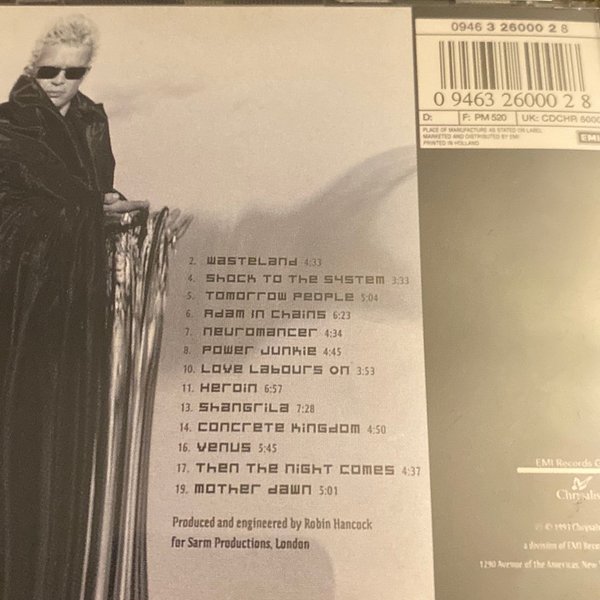 0946 3 26000 2 8
0 09463 26000 2 8
D: F: PM 520 UK: CDCHR 6000
PLACE OF MANUFACTURE AS STATED ON LABEL
MARKETED AND DISTRIBUTED BY EMI
PRINTED IN HOLLAND
EMI
2. Wasteland 4:33
4. Shock to the System 3:33
5. Tomorrow People 5:04
6. Adam in Chains 6:23
7. Neuromancer 4:34
8. Power Junkie 4:45
10. Love Labours On 3:53
11. Heroin 6:57
13. Shangrila 7:28
14. Concrete Kingdom 4:50
16. Venus 5:45
17. Then the Night Comes 4:37
19. Mother Dawn 5:01
Produced and engineered by Robin Hancock
for Sarm Productions, London
EMI Records G
Chrysalis
℗ © 1993 Chrysalis
a division of EMI Reco
1290 Avenue of the Americas, New